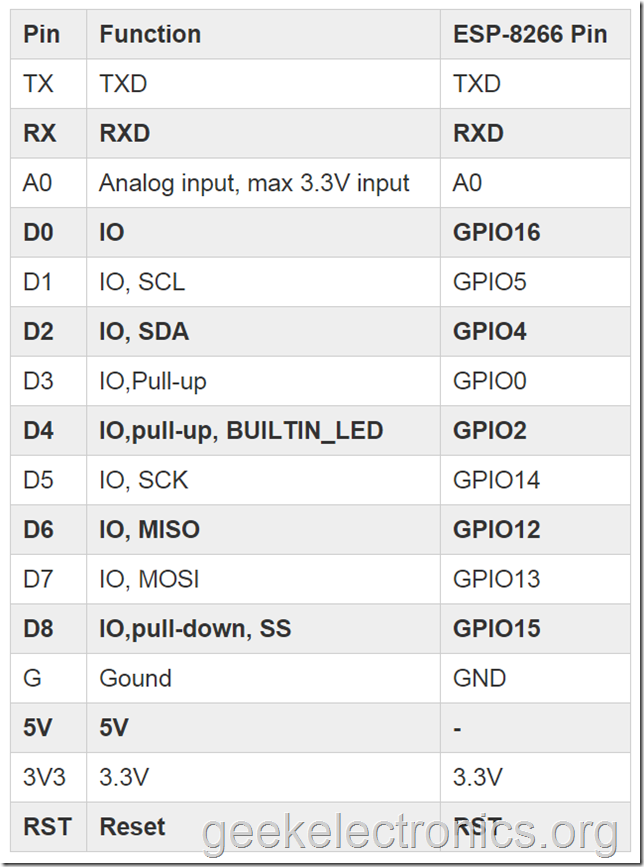 Pin Function ESP-8266 Pin
TX TXD TXD
RX RXD RXD
A0 Analog input, max 3.3V input A0
D0 IO GPIO16
D1 IO, SCL GPIO5
D2 IO, SDA GPIO4
D3 IO,Pull-up GPIO0
D4 IO,pull-up, BUILTIN_LED GPIO2
D5 IO, SCK GPIO14
D6 IO, MISO GPIO12
D7 IO, MOSI GPIO13
D8 IO,pull-down, SS GPIO15
G Gound GND
5V 5V -
3V3 3.3V 3.3V
RST Reset RST
geekelectronics.org